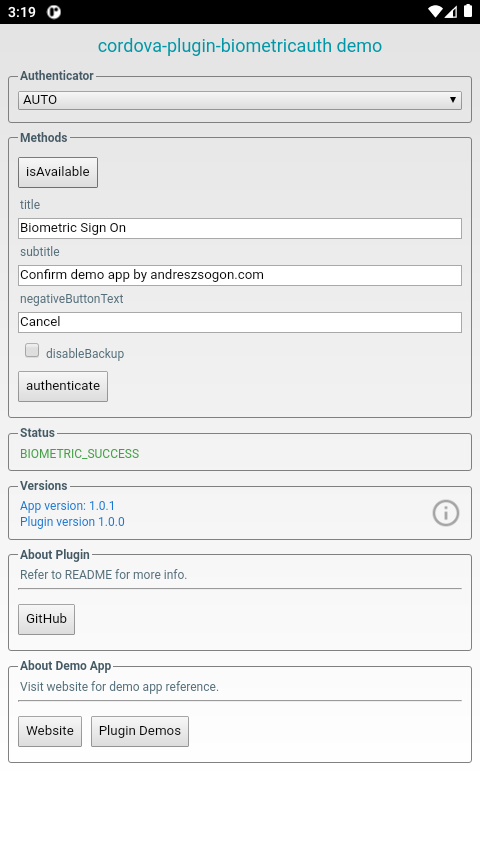 3:19
cordova-plugin-biometricauth demo
Authenticator
AUTO
Methods
isAvailable
title
Biometric Sign On
subtitle
Confirm demo app by andreszsogon.com
negativeButtonText
Cancel
disableBackup
authenticate
Status
BIOMETRIC_SUCCESS
Versions
App version: 1.0.1
Plugin version 1.0.0
About Plugin
Refer to README for more info.
GitHub
About Demo App
Visit website for demo app reference.
Website Plugin Demos